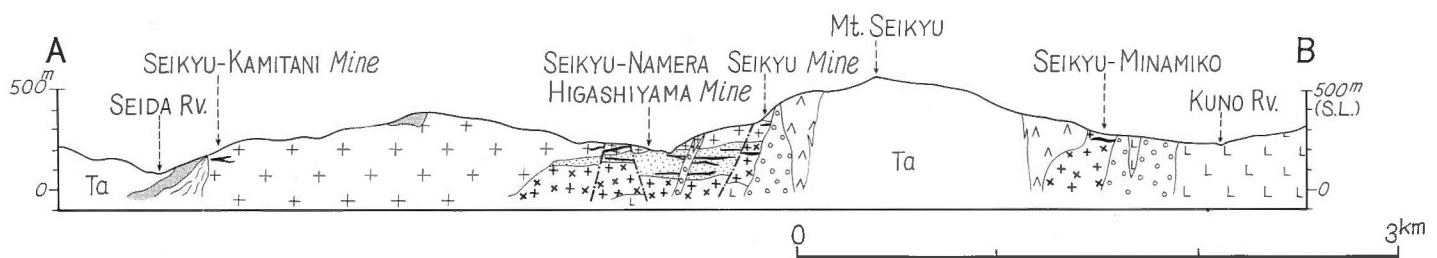 Mt. SEIKYU
A
SEIKYU-KAMITANI Mine
SEIKYU-NAMERA
HIGASHIYAMA Mine
SEIKYU Mine
SEIKYU-MINAMIKO
B
500m
SEIDA RV.
KUNO RV.
500m
(S.L.)
0
Ta
Ta
0
0
3km